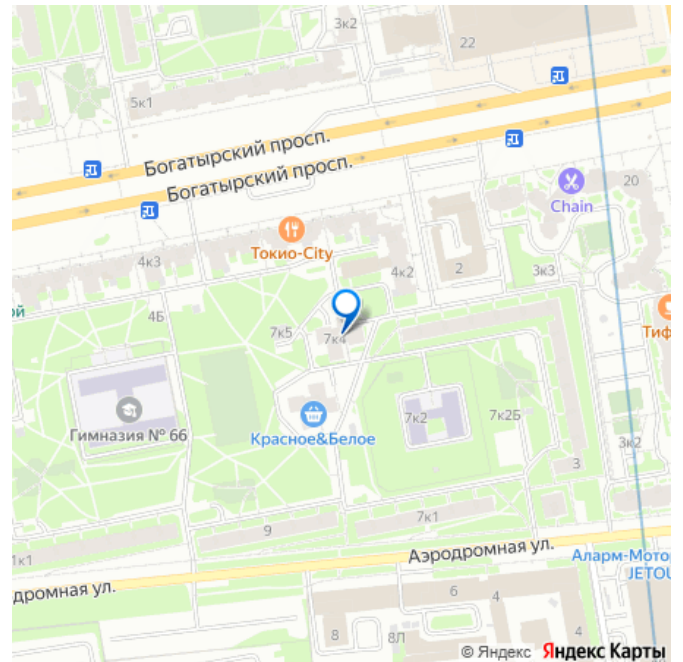 3к2
22
5к1
Богатырский просп.
Богатырский просп.
20
Chain
Токио-City
4к3
4к2
2
3к3
ой
4Б
7к5
7к4
Тиф
Гимназия № 66
Красное&Белое
7к2
7к2Б
3к2
3
7к1
9
1к1
Аэродромная ул.
Аларм-Мото
JETOU
дромная ул.
6
4
8
8Л
4
© Яндекс Яндекс Карты